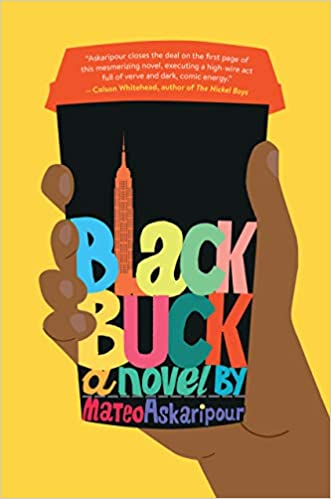 "Askaripour closes the deal on the first page of
this mesmerizing novel, executing a high-wire act
full of verve and dark, comic energy."
— Colson Whitehead, author of The Nickel Boys
BLaCK
BUCK
a novel BY
MaTeo Askaripour